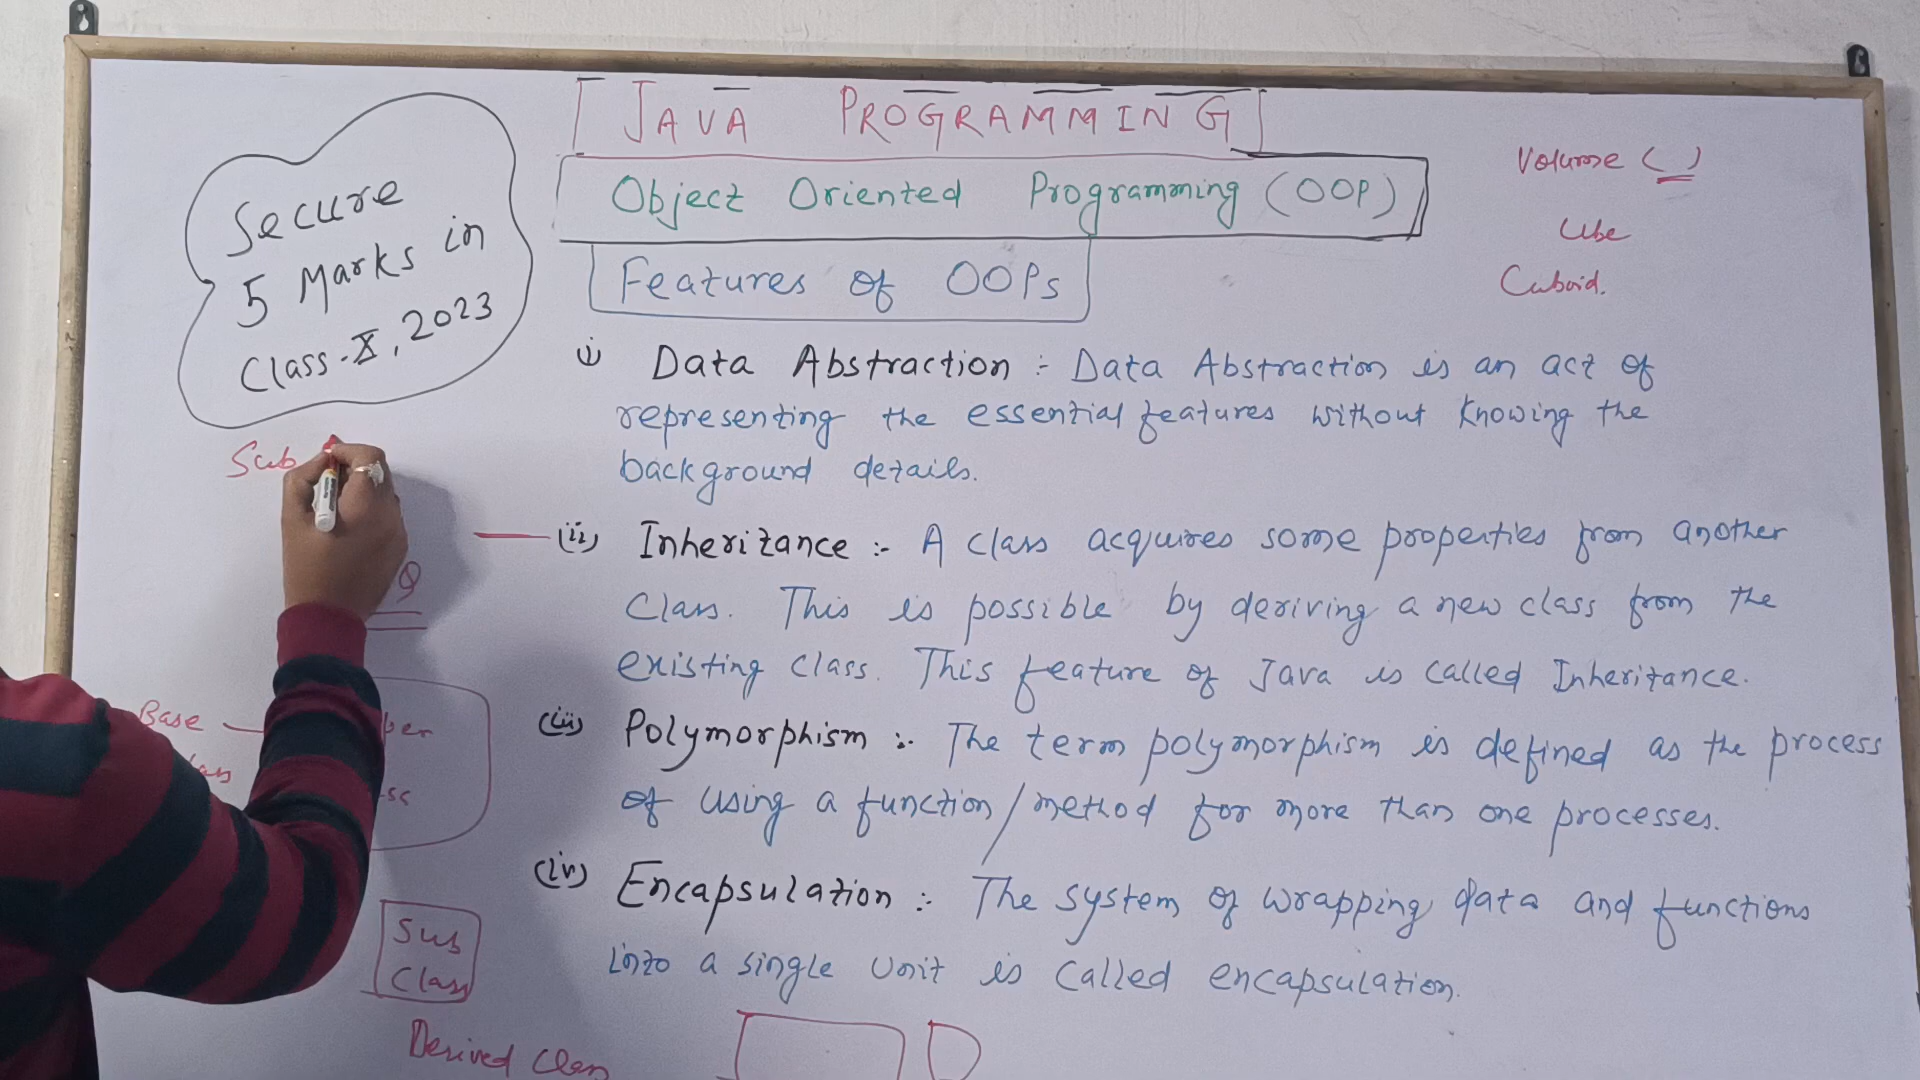 JAVA PROGRAMMING
Object Oriented Programming (OOP)
Features of OOPs
Secure
5 Marks in
Class-X, 2023
Volume ( )
Cube
Cuboid.
(i) Data Abstraction :- Data Abstraction is an act of
representing the essential features without knowing the
background details.
Sub
(ii) Inheritance :- A class acquires some properties from another
Class. This is possible by deriving a new class from the
existing class. This feature of Java is called Inheritance.
Q
Base
(iii) Polymorphism :- The term polymorphism is defined as the process
of using a function/method for more than one processes.
(iv) Encapsulation :- The system of wrapping data and functions
into a single unit is called encapsulation.
Sub
Class
Derived Class